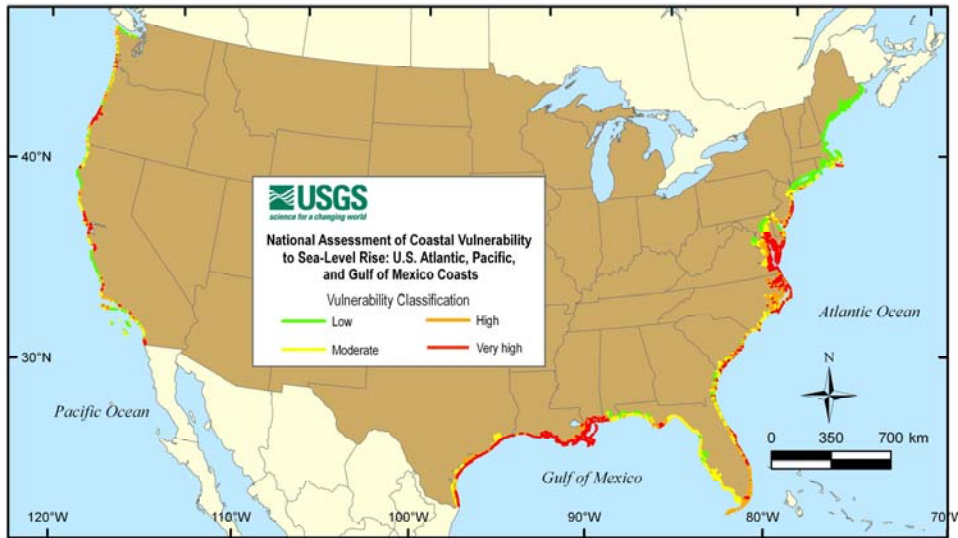 40°N
30°N
USGS
science for a changing world
National Assessment of Coastal Vulnerability
to Sea-Level Rise: U.S. Atlantic, Pacific,
and Gulf of Mexico Coasts
Vulnerability Classification
Low
High
Moderate
Very high
Atlantic Ocean
Pacific Ocean
Gulf of Mexico
N
0 350 700 km
120°W 110°W 100°W 90°W 80°W 70°W